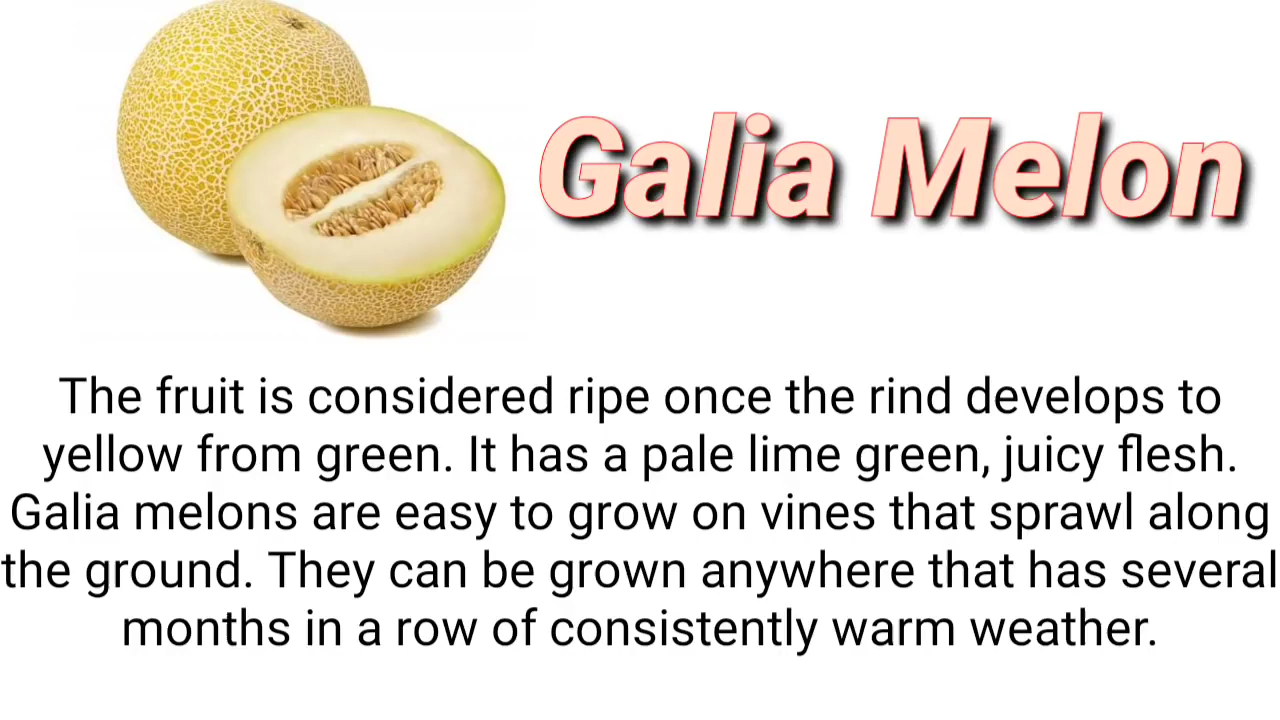 Galia Melon
The fruit is considered ripe once the rind develops to
yellow from green. It has a pale lime green, juicy flesh.
Galia melons are easy to grow on vines that sprawl along
the ground. They can be grown anywhere that has several
months in a row of consistently warm weather.